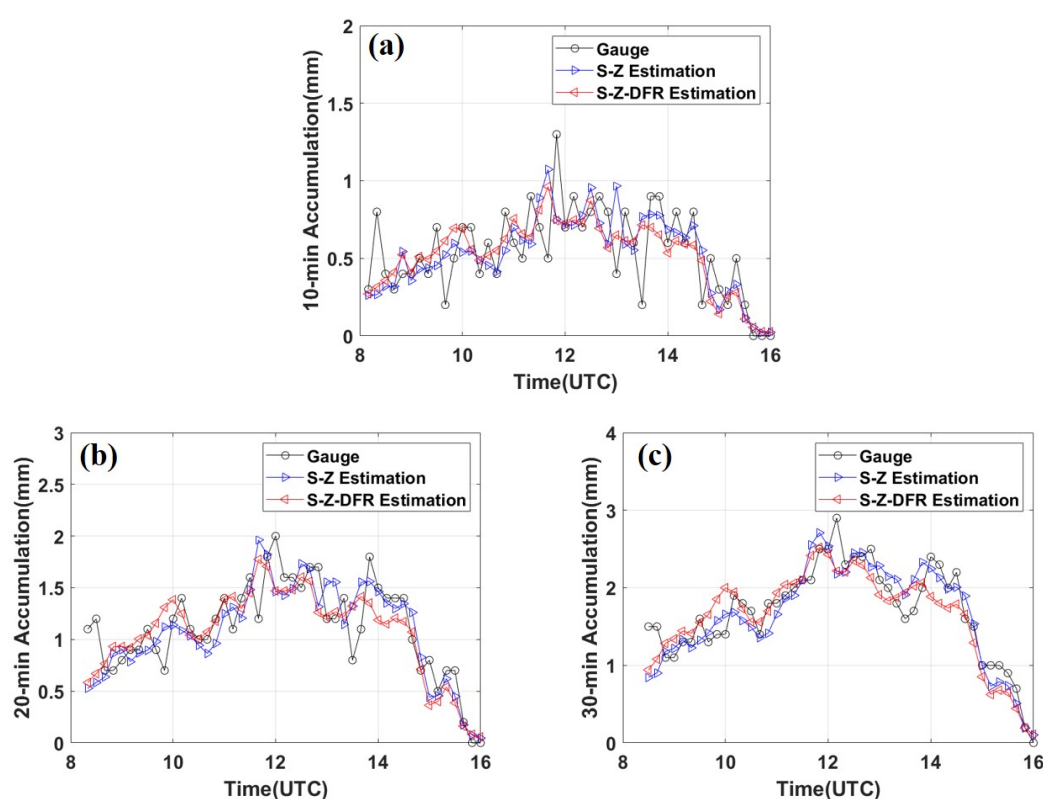 (a)
Gauge
S-Z Estimation
S-Z-DFR Estimation
10-min Accumulation(mm)
2
1.5
1
0.5
0
8 10 12 14 16
Time(UTC)
(b)
Gauge
S-Z Estimation
S-Z-DFR Estimation
20-min Accumulation(mm)
3
2.5
2
1.5
1
0.5
0
8 10 12 14 16
Time(UTC)
(c)
Gauge
S-Z Estimation
S-Z-DFR Estimation
30-min Accumulation(mm)
4
3
2
1
0
8 10 12 14 16
Time(UTC)